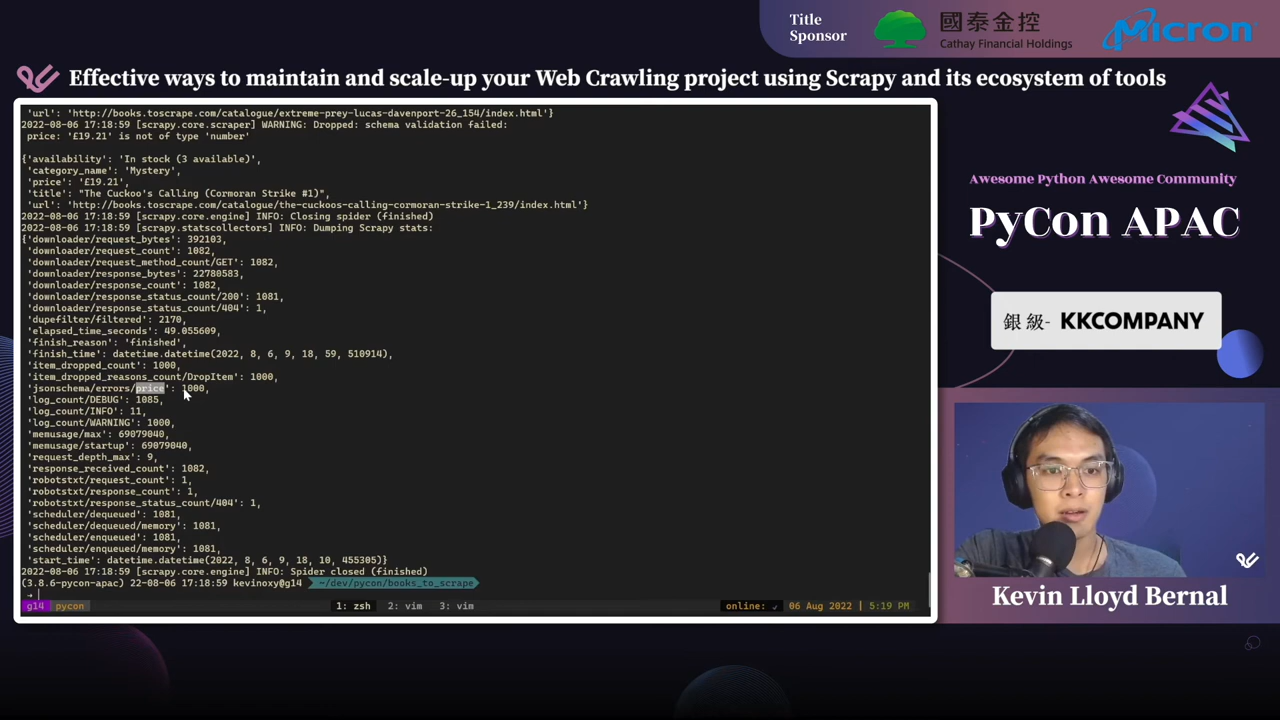 Title
Sponsor
國泰金控
Cathay Financial Holdings
Micron
Effective ways to maintain and scale-up your Web Crawling project using Scrapy and its ecosystem of tools
'url': 'http://books.toscrape.com/catalogue/extreme-prey-lucas-davenport-26_154/index.html'}
2022-08-06 17:18:59 [scrapy.core.scraper] WARNING: Dropped: schema validation failed:
price: '£19.21' is not of type 'number'
{'availability': 'In stock (3 available)',
'category_name': 'Mystery',
'price': '£19.21',
'title': "The Cuckoo's Calling (Cormoran Strike #1)",
'url': 'http://books.toscrape.com/catalogue/the-cuckoos-calling-cormoran-strike-1_239/index.html'}
2022-08-06 17:18:59 [scrapy.core.engine] INFO: Closing spider (finished)
2022-08-06 17:18:59 [scrapy.statscollectors] INFO: Dumping Scrapy stats:
{'downloader/request_bytes': 392103,
'downloader/request_count': 1082,
'downloader/request_method_count/GET': 1082,
'downloader/response_bytes': 22780583,
'downloader/response_count': 1082,
'downloader/response_status_count/200': 1081,
'downloader/response_status_count/404': 1,
'dupefilter/filtered': 2170,
'elapsed_time_seconds': 49.055609,
'finish_reason': 'finished',
'finish_time': datetime.datetime(2022, 8, 6, 9, 18, 59, 510914),
'item_dropped_count': 1000,
'item_dropped_reasons_count/DropItem': 1000,
'jsonschema/errors/price': 1000,
'log_count/DEBUG': 1085,
'log_count/INFO': 11,
'log_count/WARNING': 1000,
'memusage/max': 69079040,
'memusage/startup': 69079040,
'request_depth_max': 9,
'response_received_count': 1082,
'robotstxt/request_count': 1,
'robotstxt/response_count': 1,
'robotstxt/response_status_count/404': 1,
'scheduler/dequeued': 1081,
'scheduler/dequeued/memory': 1081,
'scheduler/enqueued': 1081,
'scheduler/enqueued/memory': 1081,
'start_time': datetime.datetime(2022, 8, 6, 9, 18, 10, 455305)}
2022-08-06 17:18:59 [scrapy.core.engine] INFO: Spider closed (finished)
(3.8.6-pycon-apac) 22-08-06 17:18:59 kevinoxy@g14 ~/dev/pycon/books_to_scrape
→
g14 pycon 1: zsh 2: vim 3: vim online: ✓ 06 Aug 2022 | 5:19 PM
Awesome Python Awesome Community
PyCon APAC
銀級- KKCOMPANY
Kevin Lloyd Bernal